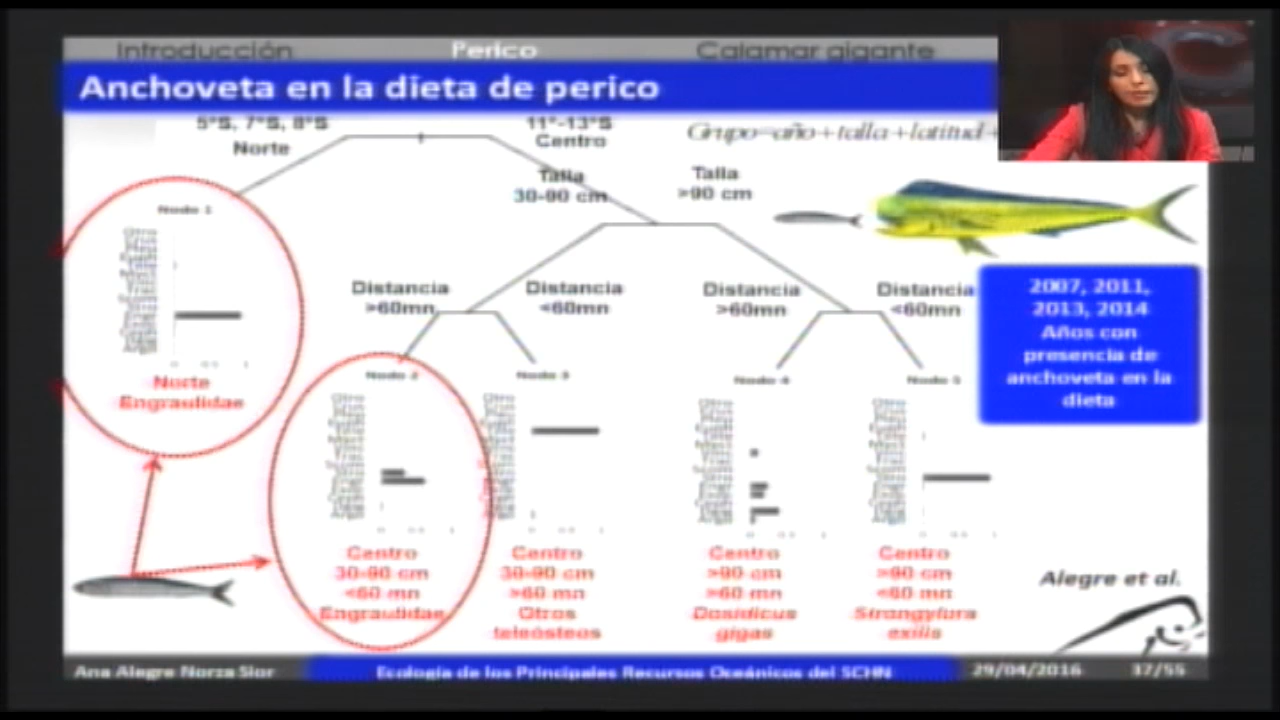 Introducción Perico Calamar gigante
Anchoveta en la dieta de perico
5°S, 7°S, 8°S
Norte
11°-13°S
Centro
Grupo~año+talla+latitud+
Talla
30-90 cm
Talla
>90 cm
Nodo 1
Norte
Engraulidae
Distancia
>60mn
Distancia
<60mn
Distancia
>60mn
Distancia
<60mn
2007, 2011,
2013, 2014
Años con
presencia de
anchoveta en la
dieta
Nodo 2
Nodo 3
Nodo 4
Nodo 5
Centro
30-90 cm
<60 mn
Engraulidae
Centro
30-90 cm
>60 mn
Otros
teleósteos
Centro
>90 cm
>60 mn
Dosidicus
gigas
Centro
>90 cm
<60 mn
Strongylura
exilis
Alegre et al.
Ana Alegre Norza Sior Ecología de los Principales Recursos Oceánicos del SCHN 29/04/2016 37/55